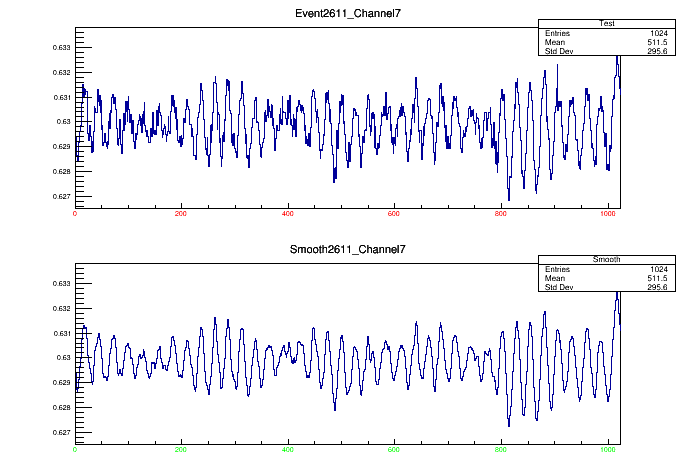 Event2611_Channel7
Test
Entries 1024
Mean 511.5
Std Dev 295.6
0.633
0.632
0.631
0.63
0.629
0.628
0.627
0 200 400 600 800 1000
Smooth2611_Channel7
Smooth
Entries 1024
Mean 511.5
Std Dev 295.6
0.633
0.632
0.631
0.63
0.629
0.628
0.627
0 200 400 600 800 1000